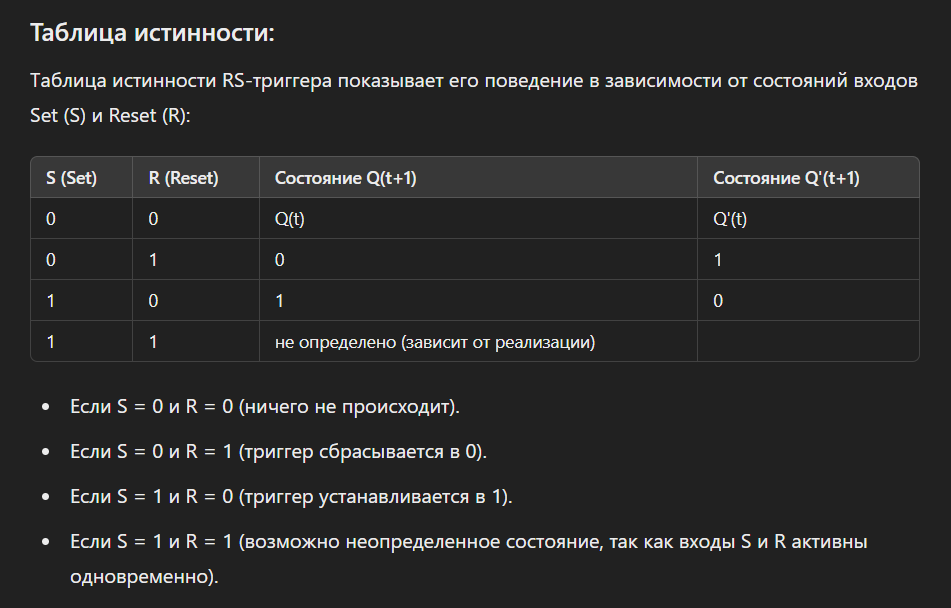 Таблица истинности:
Таблица истинности RS-триггера показывает его поведение в зависимости от состояний входов
Set (S) и Reset (R):
S (Set) R (Reset) Состояние Q(t+1) Состояние Q'(t+1)
0 0 Q(t) Q'(t)
0 1 0 1
1 0 1 0
1 1 не определено (зависит от реализации)
• Если S = 0 и R = 0 (ничего не происходит).
• Если S = 0 и R = 1 (триггер сбрасывается в 0).
• Если S = 1 и R = 0 (триггер устанавливается в 1).
• Если S = 1 и R = 1 (возможно неопределенное состояние, так как входы S и R активны
одновременно).